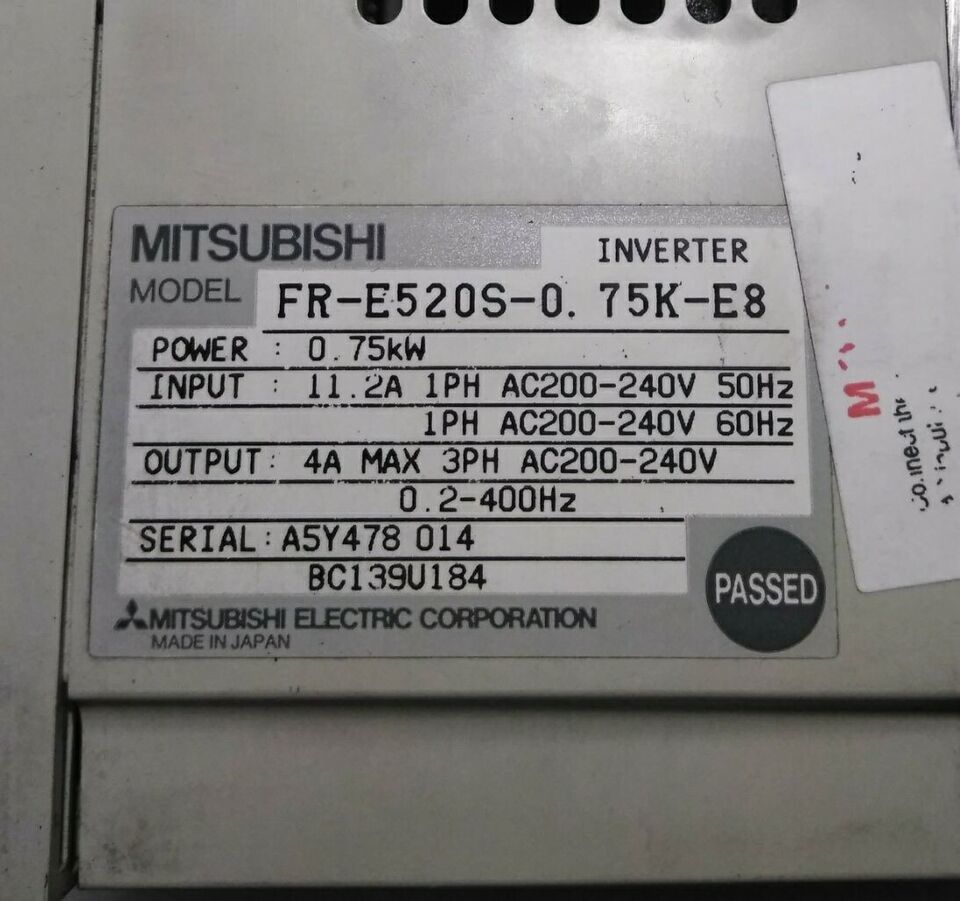 MITSUBISHI
INVERTER
MODEL FR-E520S-0.75K-E8
POWER : 0.75kW
INPUT : 11.2A 1PH AC200-240V 50Hz
1PH AC200-240V 60Hz
OUTPUT: 4A MAX 3PH AC200-240V
0.2-400Hz
SERIAL: A5Y478 014
BC139U184
PASSED
MITSUBISHI ELECTRIC CORPORATION
MADE IN JAPAN
M